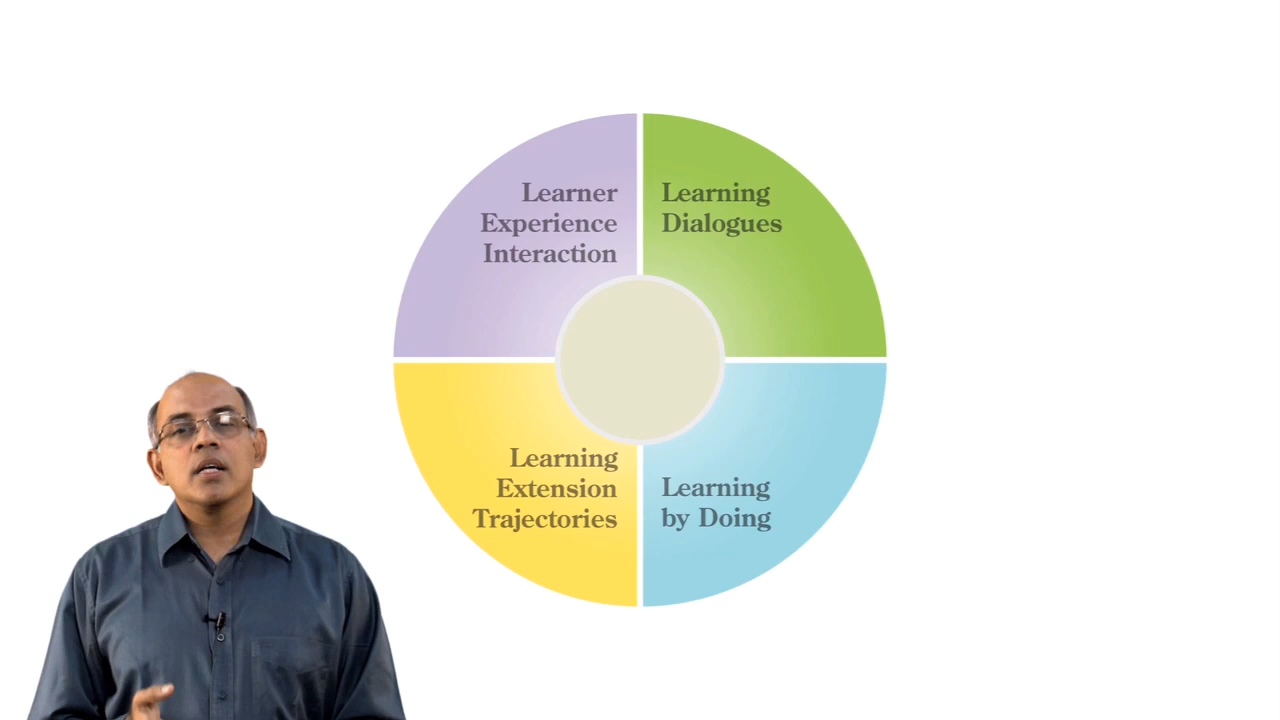 Learner
Experience
Interaction
Learning
Dialogues
Learning
Extension
Trajectories
Learning
by Doing